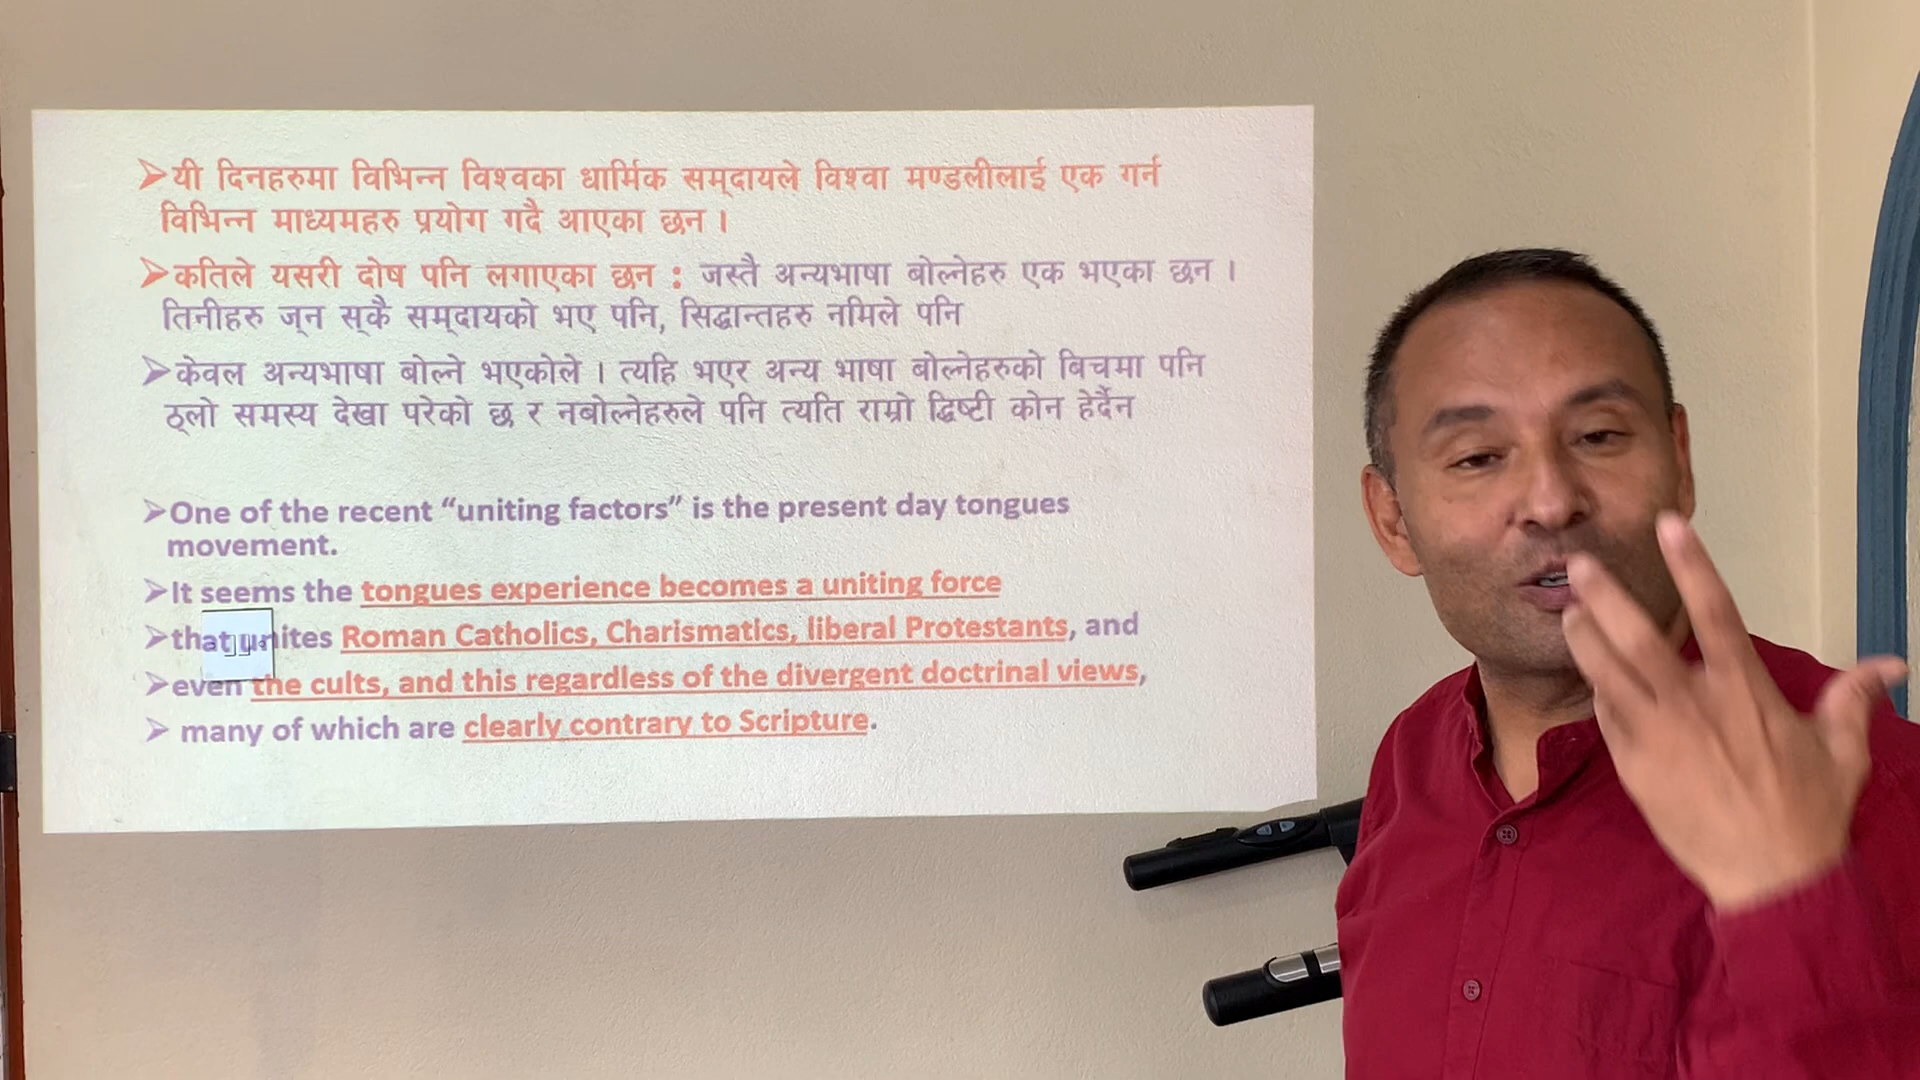 ➢यी दिनहरुमा विभिन्न विश्वका धार्मिक सम्दायले विश्वा मण्डलीलाई एक गर्न
विभिन्न माध्यमहरु प्रयोग गर्दै आएका छन ।
➢कतिले यसरी दोष पनि लगाएका छन : जस्तै अन्यभाषा बोल्नेहरु एक भएका छन ।
तिनीहरु ज्न स्कै सम्दायको भए पनि, सिद्धान्तहरु नमिले पनि
➢केवल अन्यभाषा बोल्ने भएकोले । त्यहि भएर अन्य भाषा बोल्नेहरुको बिचमा पनि
ठ्लो समस्य देखा परेको छ र नबोल्नेहरुले पनि त्यति राम्रो द्धिष्टी कोन हेर्दैन
➢One of the recent “uniting factors” is the present day tongues
movement.
➢It seems the tongues experience becomes a uniting force
➢that unites Roman Catholics, Charismatics, liberal Protestants, and
➢even the cults, and this regardless of the divergent doctrinal views,
➢ many of which are clearly contrary to Scripture.